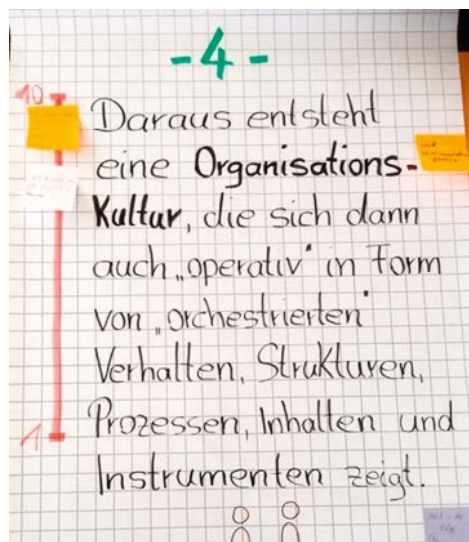 - 4 -
10
Daraus entsteht
eine Organisations-
Kultur, die sich dann
auch „operativ“ in Form
von „orchestrierten“
Verhalten, Strukturen,
Prozessen, Inhalten und
1
Instrumenten zeigt.